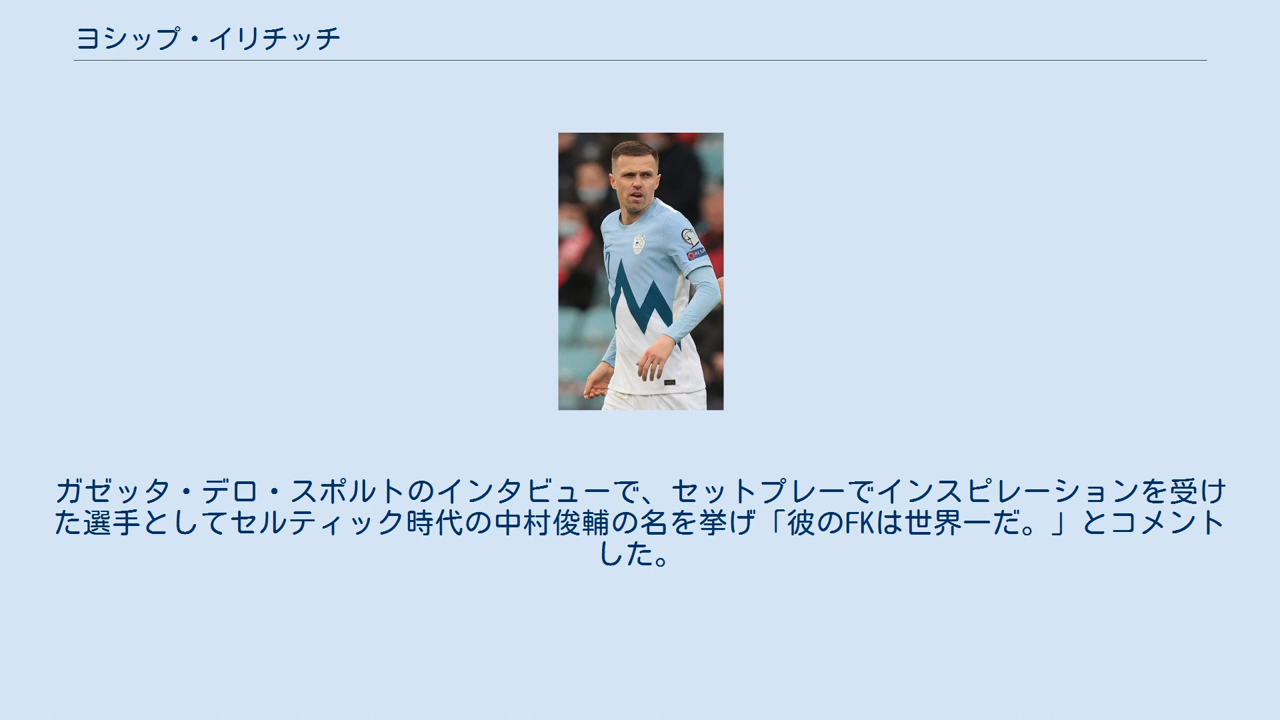 ヨシップ・イリチッチ
ガゼッタ・デロ・スポルトのインタビューで、セットプレーでインスピレーションを受け
た選手としてセルティック時代の中村俊輔の名を挙げ「彼のFKは世界一だ。」とコメント
した。